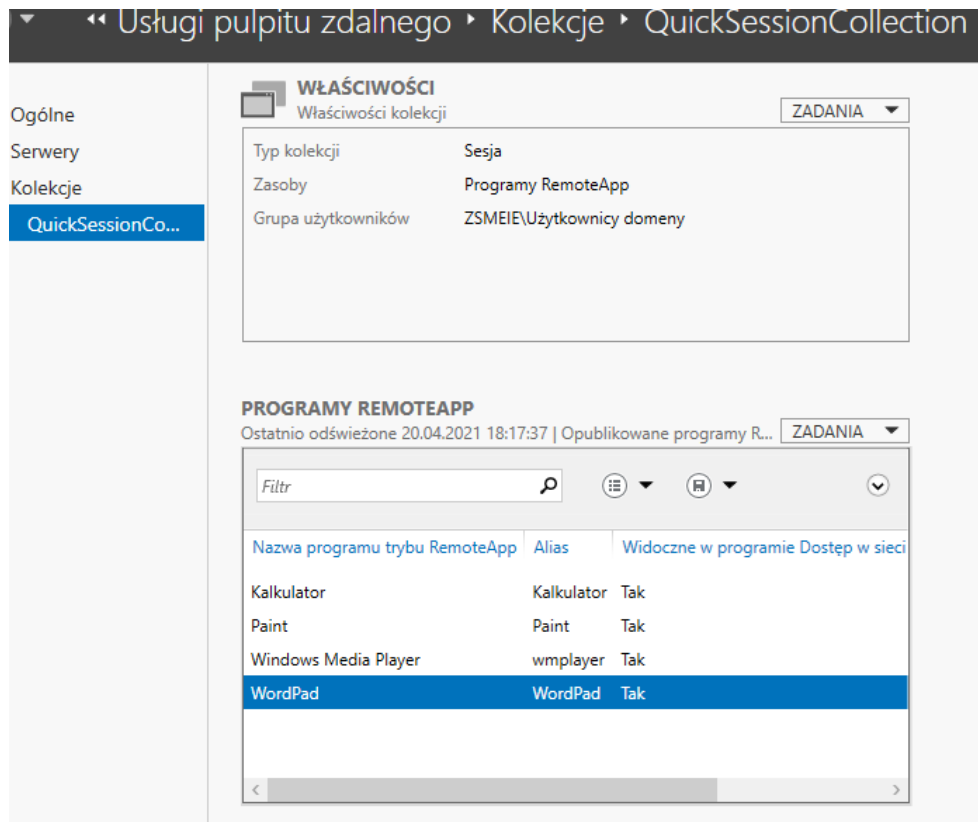 Usługi pulpitu zdalnego ‣ Kolekcje ‣ QuickSessionCollection
Ogólne
Serwery
Kolekcje
QuickSessionCo...
WŁAŚCIWOŚCI
Właściwości kolekcji
ZADANIA
Typ kolekcji Sesja
Zasoby Programy RemoteApp
Grupa użytkowników ZSMEIE\Użytkownicy domeny
PROGRAMY REMOTEAPP
Ostatnio odświeżone 20.04.2021 18:17:37 | Opublikowane programy R... ZADANIA
Filtr
Nazwa programu trybu RemoteApp Alias Widoczne w programie Dostęp w sieci
Kalkulator Kalkulator Tak
Paint Paint Tak
Windows Media Player wmplayer Tak
WordPad WordPad Tak